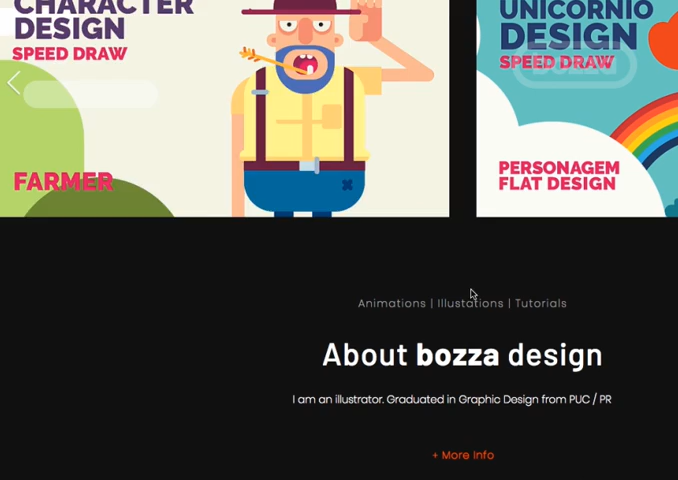 CHARACTER
DESIGN
SPEED DRAW
FARMER
UNICORNIO
DESIGN
SPEED DRAW
PERSONAGEM
FLAT DESIGN
Animations | Illustations | Tutorials
About bozza design
I am an illustrator. Graduated in Graphic Design from PUC / PR
+ More Info